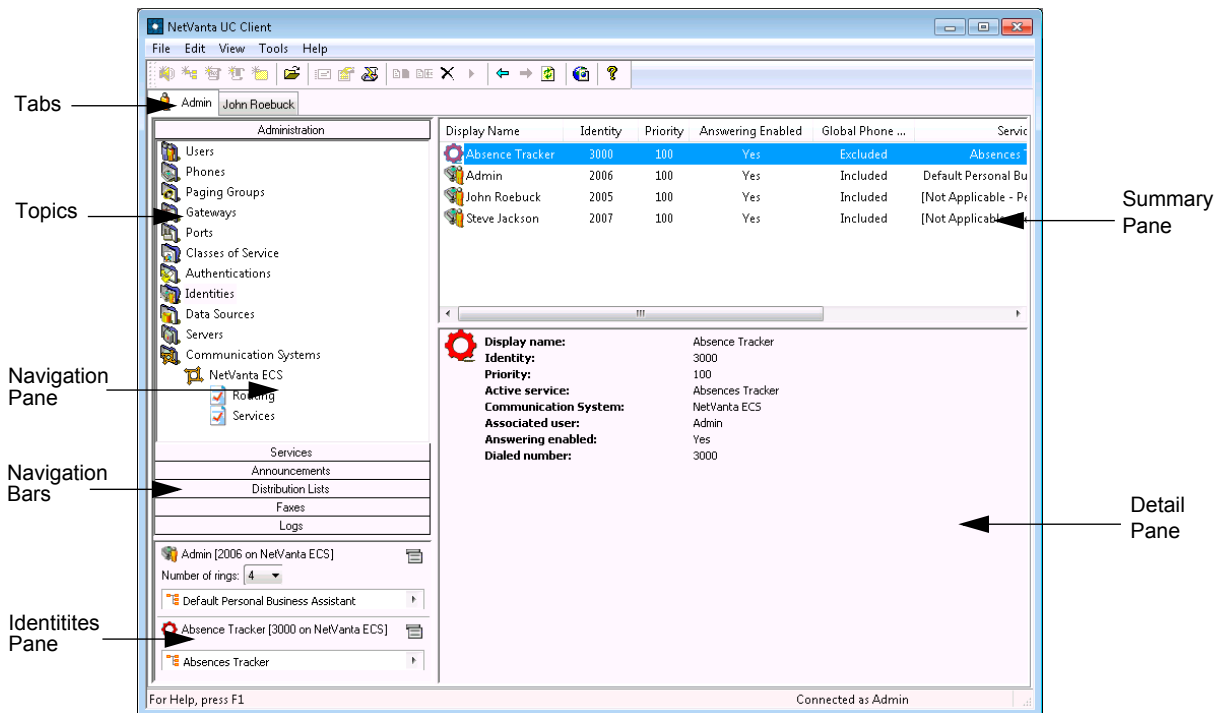 NetVanta UC Client
File Edit View Tools Help
Tabs
Admin John Roebuck
Administration
Users
Phones
Paging Groups
Topics
Gateways
Ports
Classes of Service
Authentications
Identities
Data Sources
Servers
Communication Systems
NetVanta ECS
Navigation
Pane
Routing
Services
Services
Announcements
Navigation
Bars
Distribution Lists
Faxes
Logs
Admin [2006 on NetVanta ECS]
Number of rings: 4
Default Personal Business Assistant
Identitites
Pane
Absence Tracker [3000 on NetVanta ECS]
Absences Tracker
Display Name Identity Priority Answering Enabled Global Phone ... Servic
Absence Tracker 3000 100 Yes Excluded Absences T
Admin 2006 100 Yes Included Default Personal Bu
John Roebuck 2005 100 Yes Included [Not Applicable - Pe
Steve Jackson 2007 100 Yes Included [Not Applicable
Summary
Pane
Display name: Absence Tracker
Identity: 3000
Priority: 100
Active service: Absences Tracker
Communication System: NetVanta ECS
Associated user: Admin
Answering enabled: Yes
Dialed number: 3000
Detail
Pane
For Help, press F1 Connected as Admin